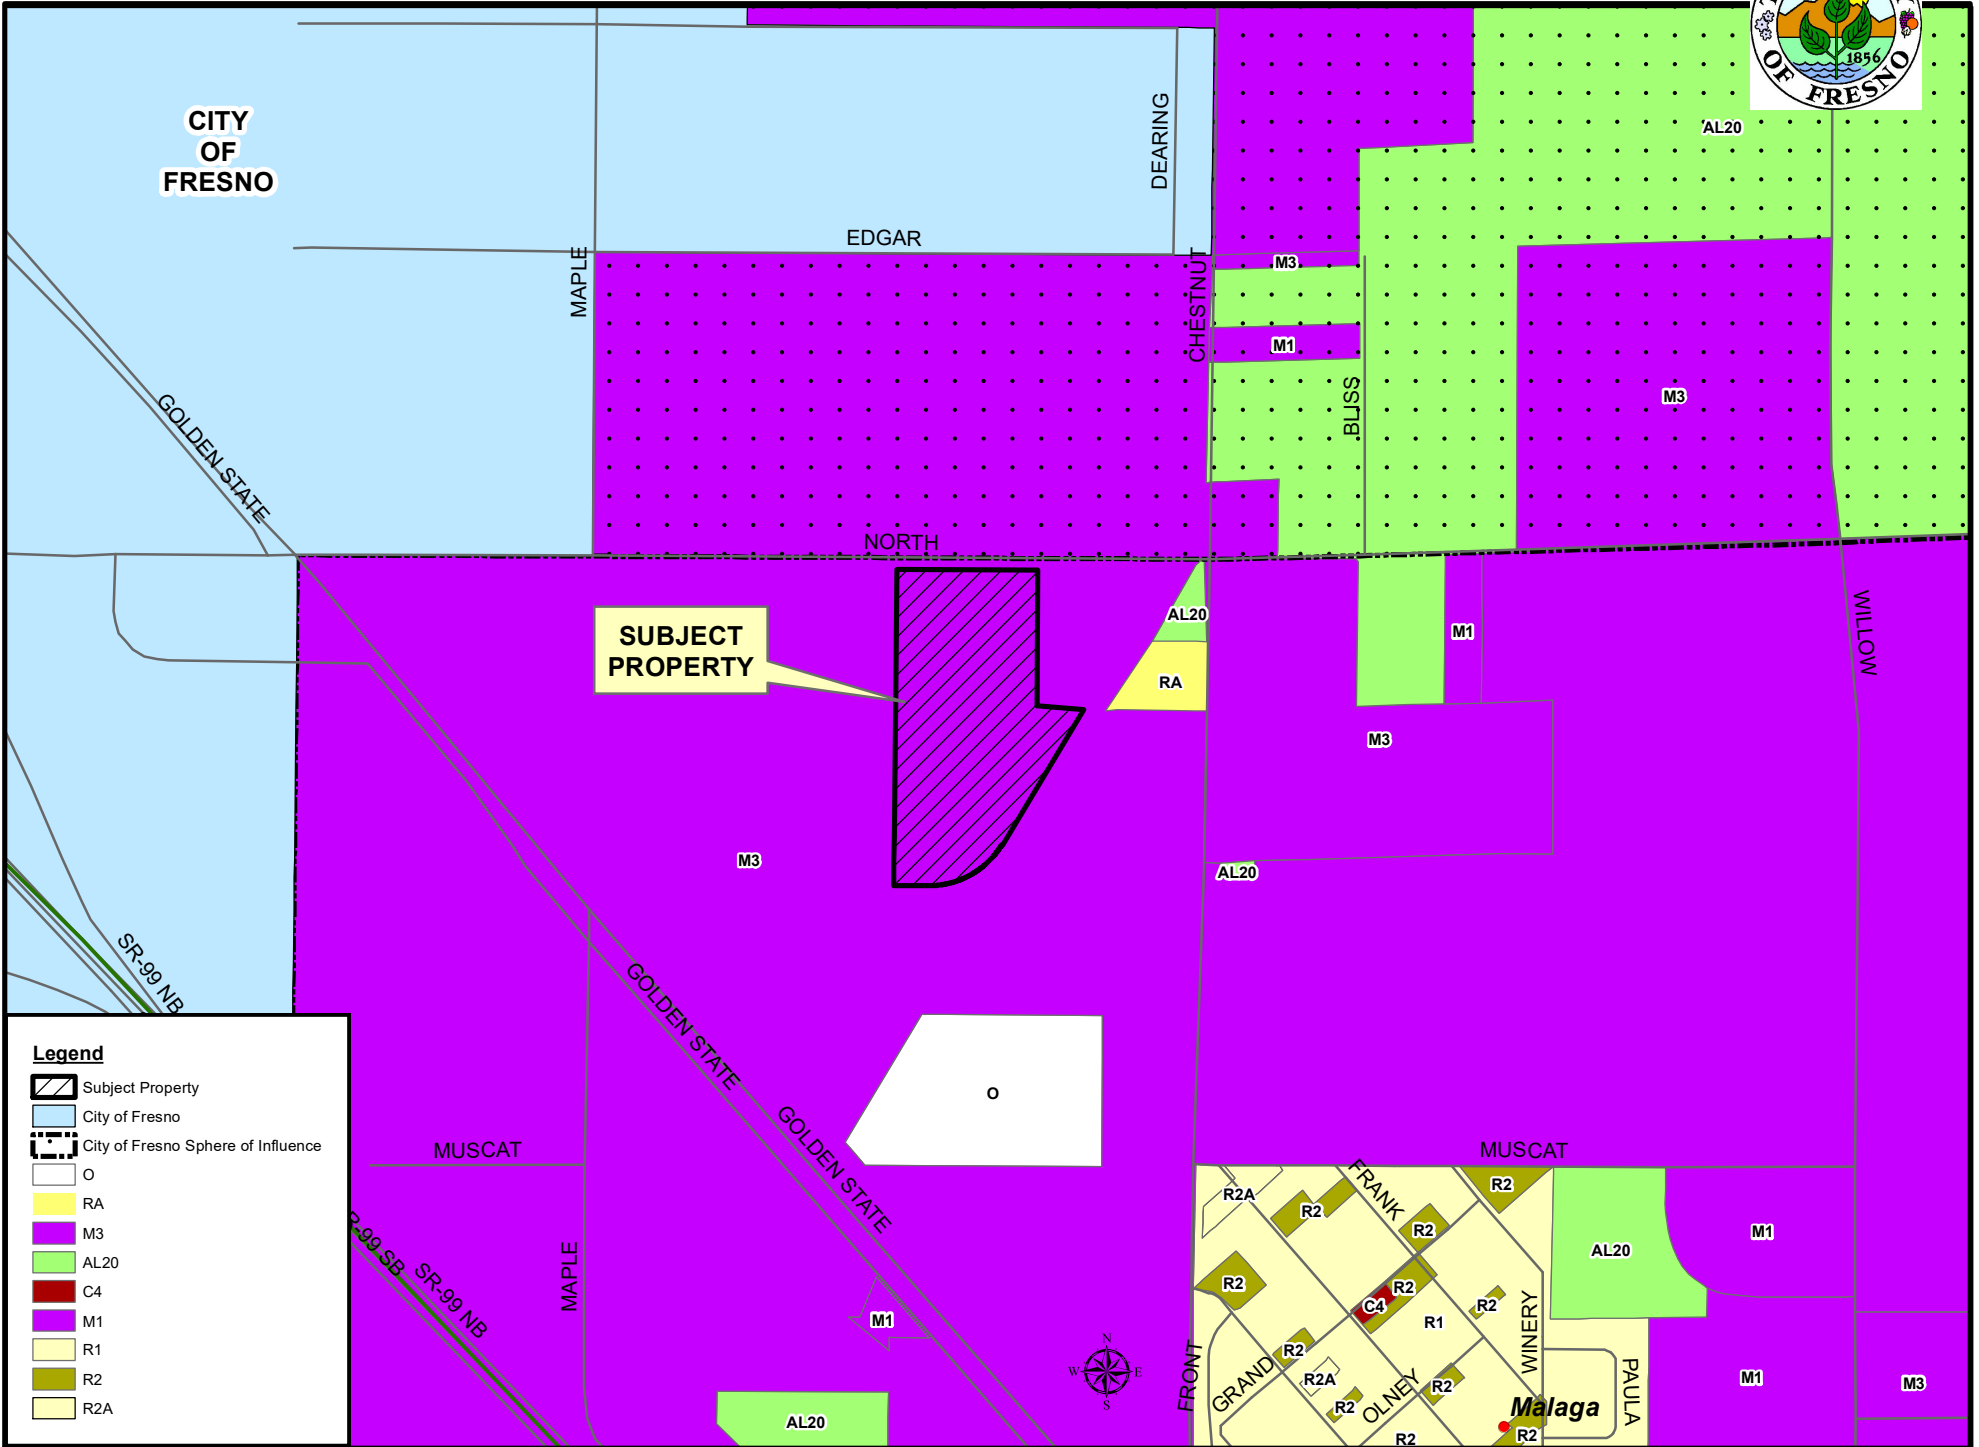 1856
OF FRESNO
CITY
OF
FRESNO
DEARING
AL20
EDGAR
MAPLE
CHESTNUT
M3
M1
BLISS
M3
GOLDEN STATE
NORTH
SUBJECT
PROPERTY
AL20
M1
WILLOW
RA
M3
M3
AL20
SR-99 NB
GOLDEN STATE
O
GOLDEN STATE
MUSCAT
MUSCAT
FRANK
R2A
R2
R2
R2
M1
AL20
MAPLE
R-99 SB
SR-99 NB
R2
R2
C4
R2
M1
R1
WINERY
N
W E
S
FRONT
GRAND
R2
R2A
OLNEY
R2
R2
PAULA
M1
M3
Malaga
AL20
R2
R2
Legend
Subject Property
City of Fresno
City of Fresno Sphere of Influence
O
RA
M3
AL20
C4
M1
R1
R2
R2A